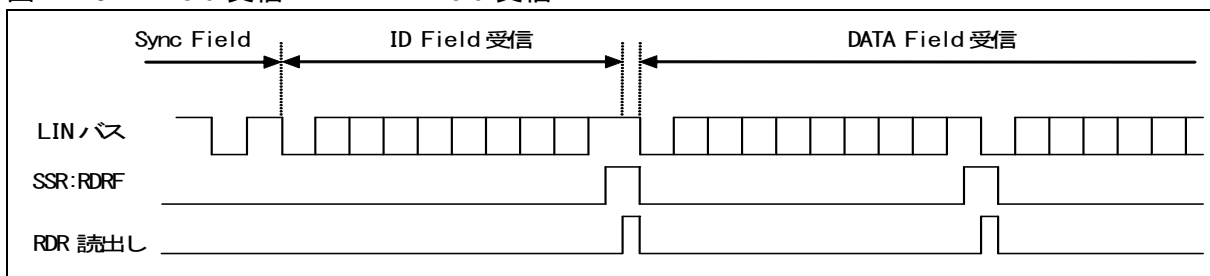 Sync Field
ID Field 受信
DATA Field 受信
LIN バス
SSR:RDRF
RDR 読出し